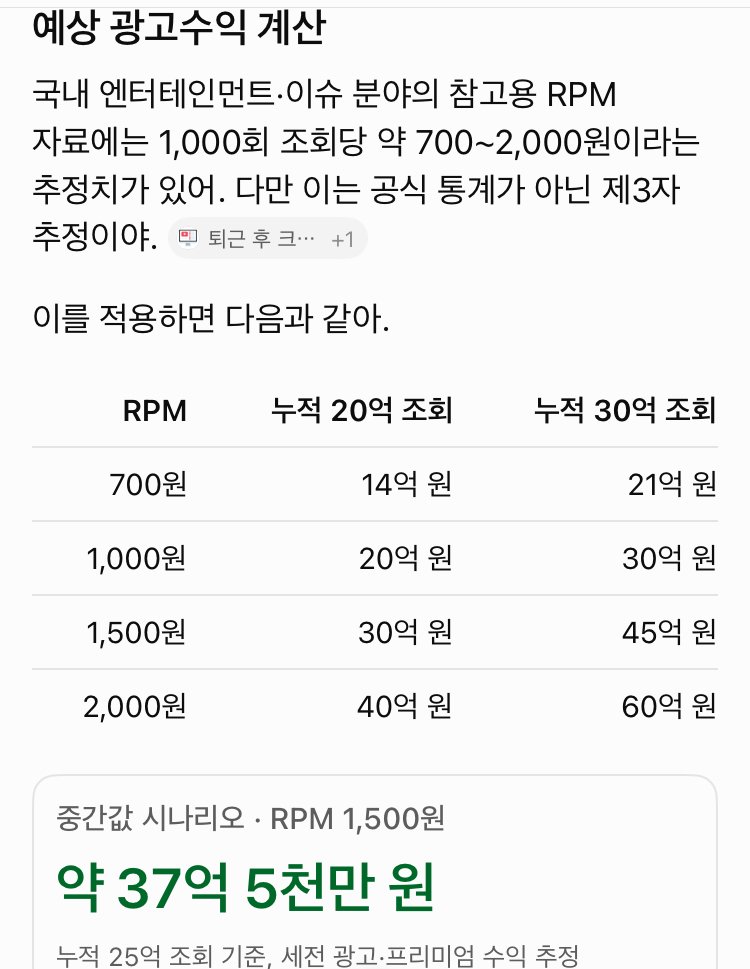 예상 광고수익 계산
국내 엔터테인먼트·이슈 분야의 참고용 RPM
자료에는 1,000회 조회당 약 700~2,000원이라는
추정치가 있어. 다만 이는 공식 통계가 아닌 제3자
추정이야. 퇴근 후 크… +1
이를 적용하면 다음과 같아.
RPM 누적 20억 조회 누적 30억 조회
700원 14억 원 21억 원
1,000원 20억 원 30억 원
1,500원 30억 원 45억 원
2,000원 40억 원 60억 원
중간값 시나리오 · RPM 1,500원
약 37억 5천만 원
누적 25억 조회 기준, 세전 광고·프리미엄 수익 추정